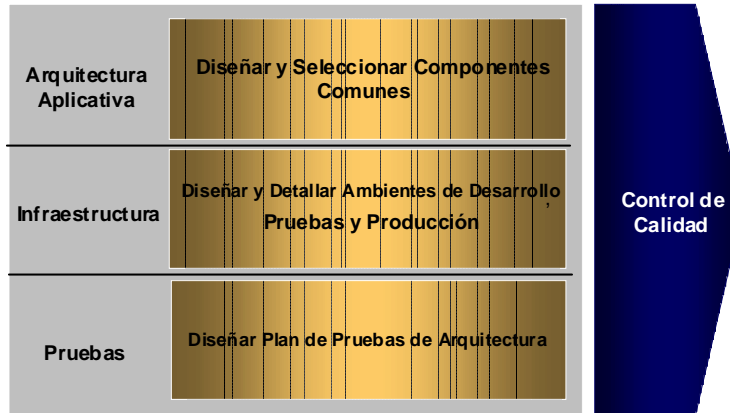 Arquitectura
Aplicativa
Diseñar y Seleccionar Componentes
Comunes
Infraestructura
Diseñar y Detallar Ambientes de Desarrollo,
Pruebas y Producción
Pruebas
Diseñar Plan de Pruebas de Arquitectura
Control de
Calidad